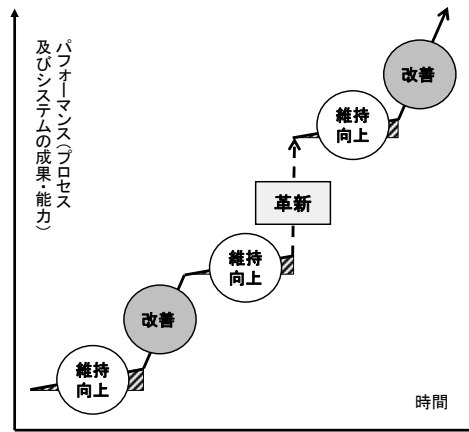 パフォーマンス（プロセス
及びシステムの成果・能力）
改善
維持
向上
革新
維持
向上
改善
維持
向上
時間